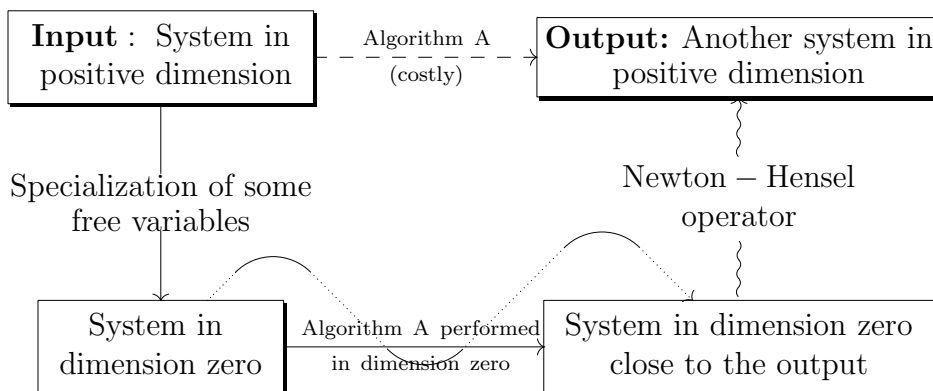 Input : System in
positive dimension
Algorithm A
(costly)
Output: Another system in
positive dimension
Specialization of some
free variables
Newton – Hensel
operator
System in
dimension zero
Algorithm A performed
in dimension zero
System in dimension zero
close to the output